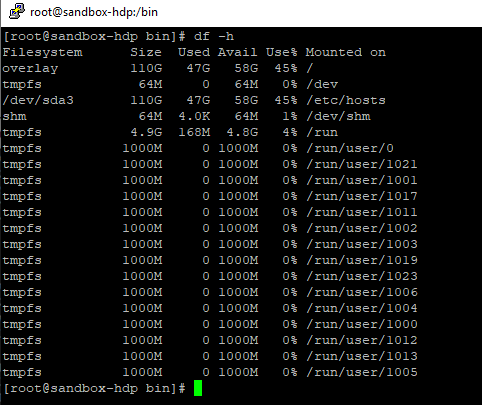 root@sandbox-hdp:/bin
[root@sandbox-hdp bin]# df -h
Filesystem      Size  Used Avail Use% Mounted on
overlay         110G   47G   58G  45% /
tmpfs            64M     0   64M   0% /dev
/dev/sda3       110G   47G   58G  45% /etc/hosts
shm              64M  4.0K   64M   1% /dev/shm
tmpfs           4.9G  168M  4.8G   4% /run
tmpfs          1000M     0 1000M   0% /run/user/0
tmpfs          1000M     0 1000M   0% /run/user/1021
tmpfs          1000M     0 1000M   0% /run/user/1001
tmpfs          1000M     0 1000M   0% /run/user/1017
tmpfs          1000M     0 1000M   0% /run/user/1011
tmpfs          1000M     0 1000M   0% /run/user/1002
tmpfs          1000M     0 1000M   0% /run/user/1003
tmpfs          1000M     0 1000M   0% /run/user/1019
tmpfs          1000M     0 1000M   0% /run/user/1023
tmpfs          1000M     0 1000M   0% /run/user/1006
tmpfs          1000M     0 1000M   0% /run/user/1004
tmpfs          1000M     0 1000M   0% /run/user/1000
tmpfs          1000M     0 1000M   0% /run/user/1012
tmpfs          1000M     0 1000M   0% /run/user/1013
tmpfs          1000M     0 1000M   0% /run/user/1005
[root@sandbox-hdp bin]#